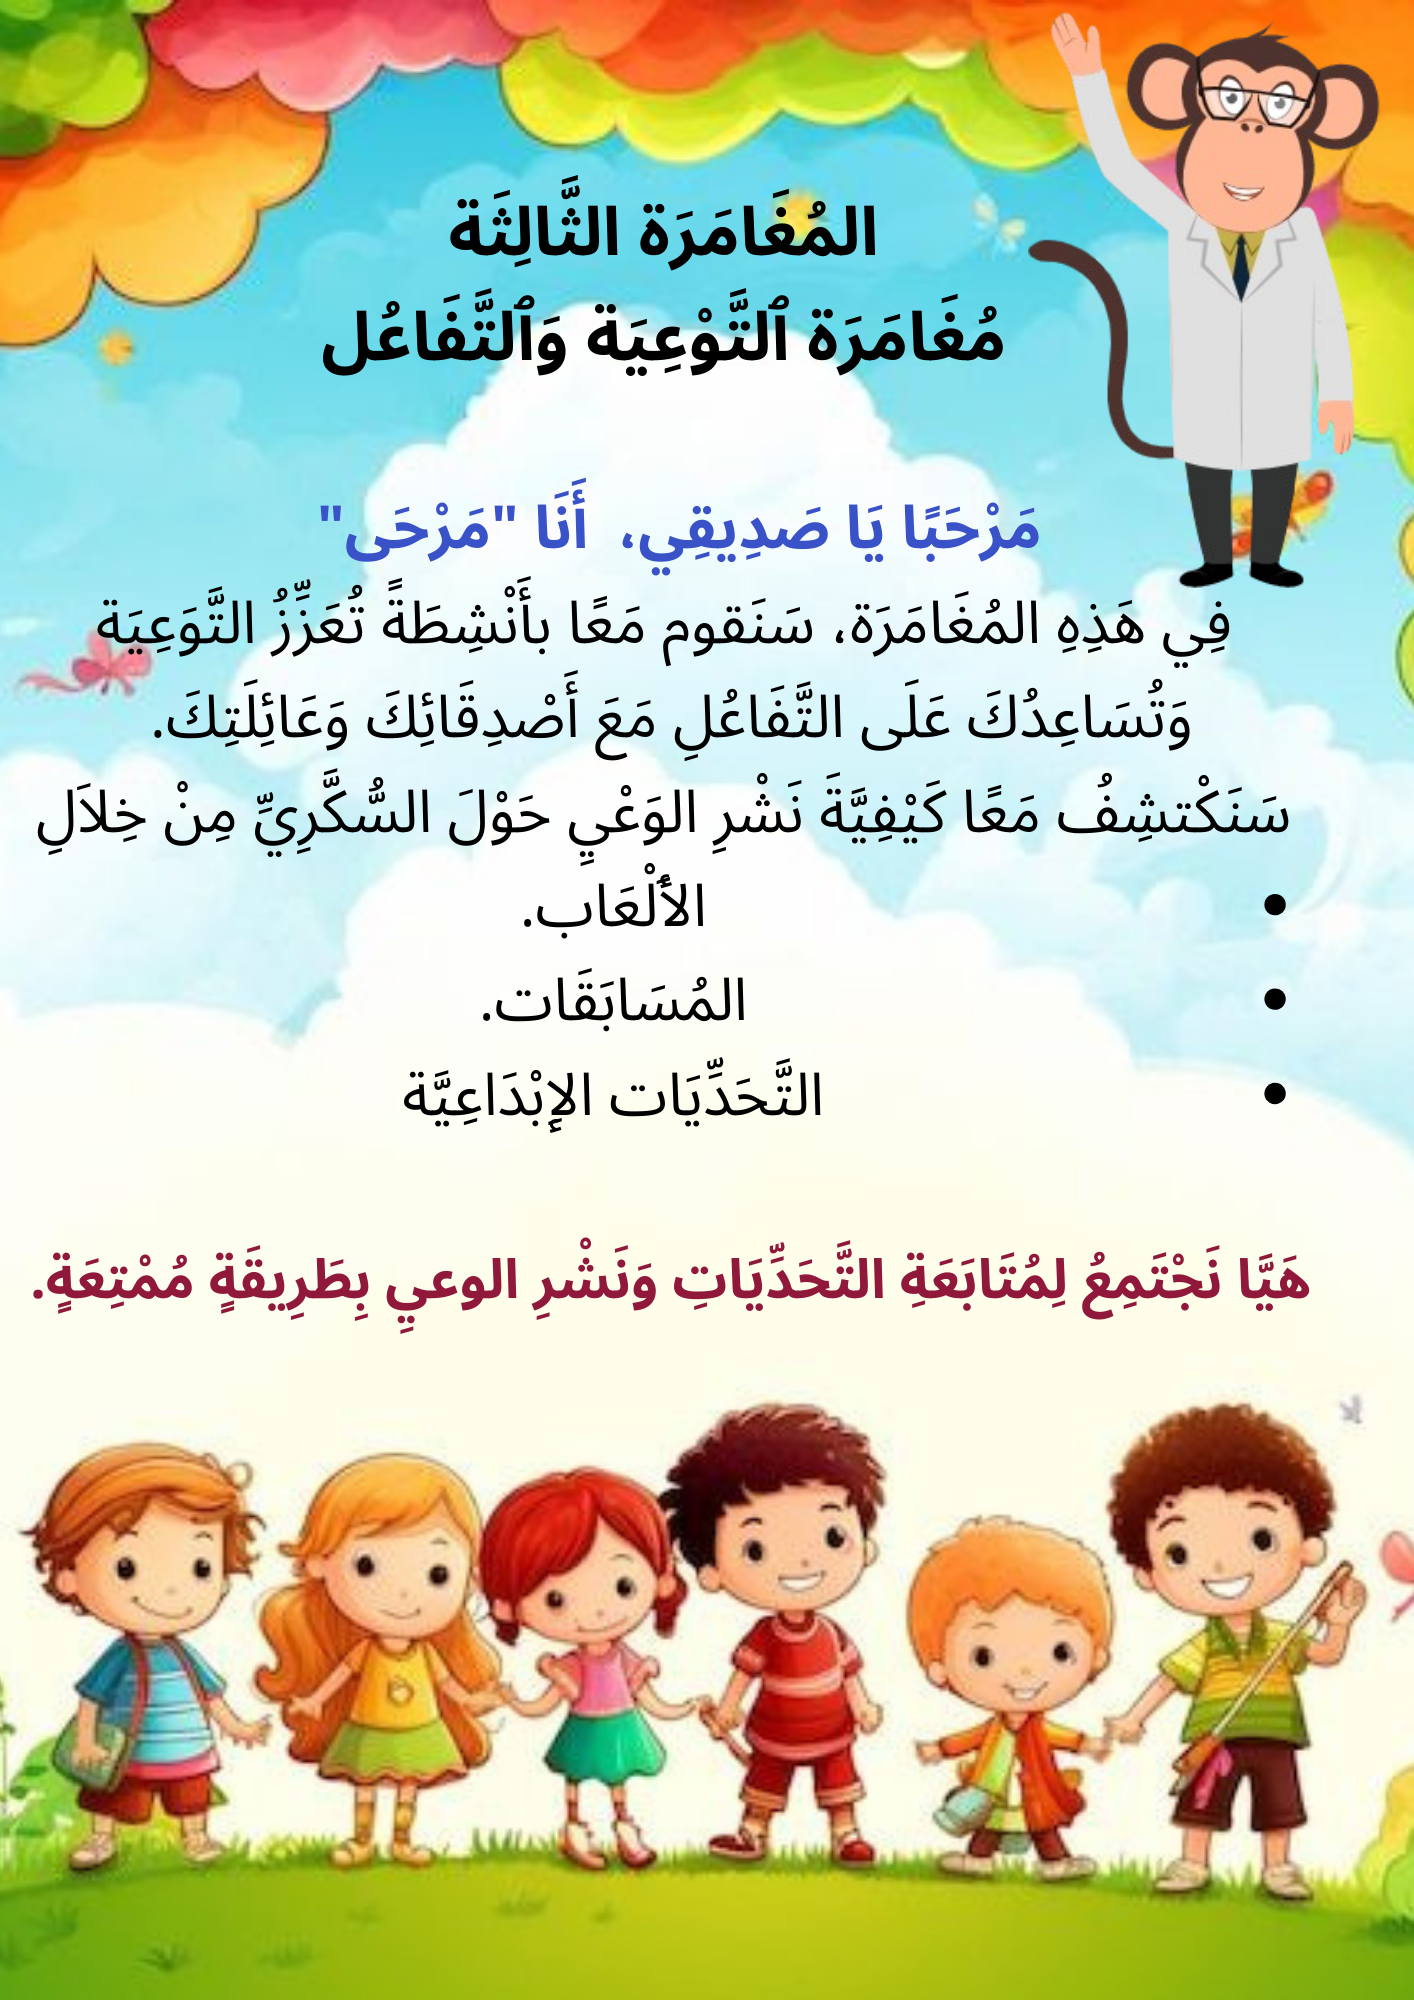 المُغَامَرَة الثَّالِثَة
مُغَامَرَة ٱلتَّوْعِيَة وَٱلتَّفَاعُل
مَرْحَبًا يَا صَدِيقِي، أَنَا "مَرْحَى"
فِي هَذِهِ المُغَامَرَة، سَنَقوم مَعًا بأَنْشِطَةً تُعَزِّزُ التَّوَعِيَة
وَتُسَاعِدُكَ عَلَى التَّفَاعُلِ مَعَ أَصْدِقَائِكَ وَعَائِلَتِكَ.
سَنَكْتشِفُ مَعًا كَيْفِيَّةَ نَشْرِ الوَعْيِ حَوْلَ السُّكَّرِيِّ مِنْ خِلاَلِ
• الأَلْعَاب.
• المُسَابَقَات.
• التَّحَدِّيَات الإِبْدَاعِيَّة
هَيَّا نَجْتَمِعُ لِمُتَابَعَةِ التَّحَدِّيَاتِ وَنَشْرِ الوعيِ بِطَرِيقَةٍ مُمْتِعَةٍ.